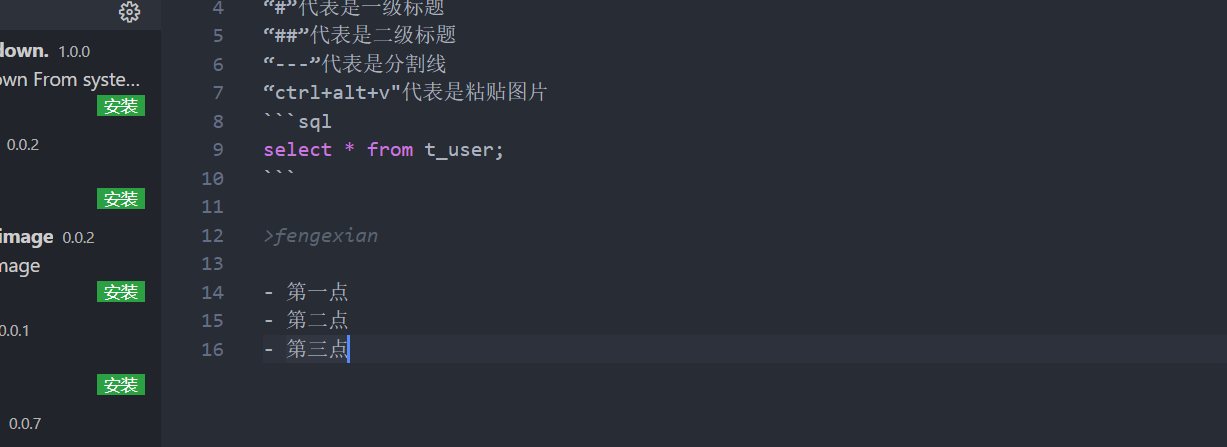 down. 1.0.0
own From syste...
安装
0.0.2
安装
image 0.0.2
mage
安装
0.0.1
安装
0.0.7
4 “#”代表是一级标题
5 “##”代表是二级标题
6 “---”代表是分割线
7 “ctrl+alt+v"代表是粘贴图片
8 ```sql
9 select * from t_user;
10 ```
11
12 >fengexian
13
14 - 第一点
15 - 第二点
16 - 第三点